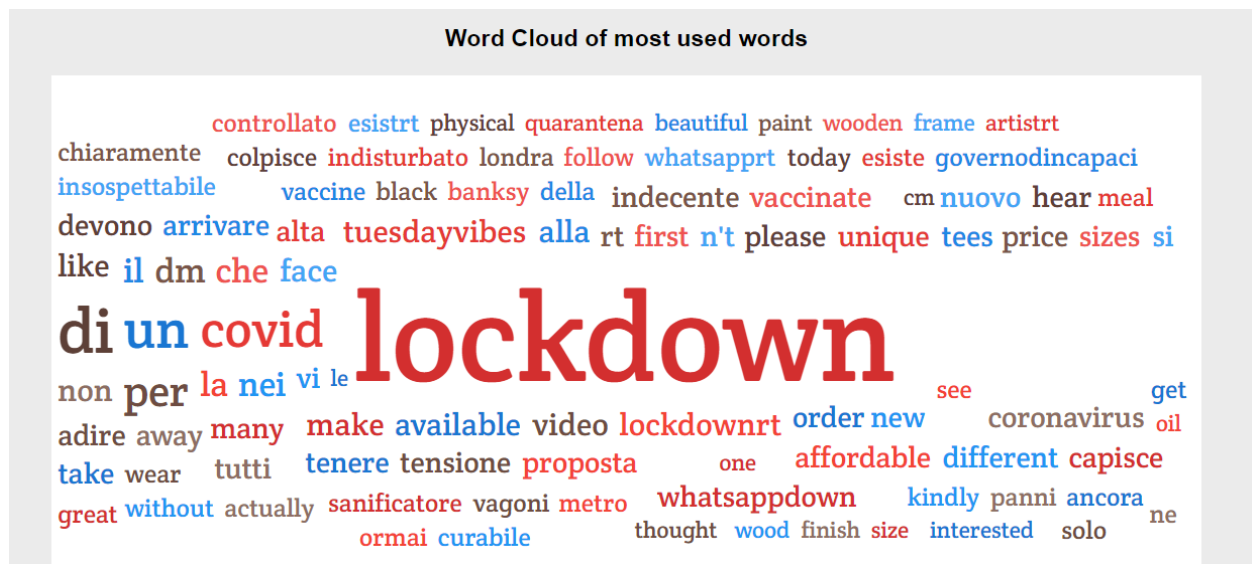 Word Cloud of most used words
controllato esistrt physical quarantena beautiful paint wooden frame artistrt
chiaramente colpisce indisturbato londra follow whatsapprt today esiste governodincapaci
insospettabile vaccine black banksy della indecente vaccinate cm nuovo hear meal
devono arrivare alta tuesdayvibes alla rt first n't please unique tees price sizes si
like il dm che face
di un covid lockdown
non per la nei vi le see get
adire away many make available video lockdownrt order new coronavirus oil
take wear tutti tenere tensione proposta one affordable different capisce
great without actually sanificatore vagoni metro whatsappdown kindly panni ancora ne
ormai curabile thought wood finish size interested solo